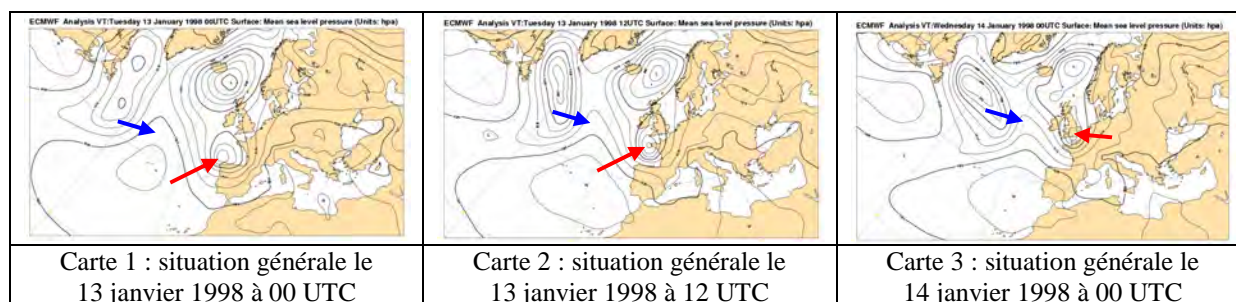 ECMWF Analysis VT:Tuesday 13 January 1998 00UTC Surface: Mean sea level pressure (Units: hpa)
ECMWF Analysis VT:Tuesday 13 January 1998 12UTC Surface: Mean sea level pressure (Units: hpa)
ECMWF Analysis VT:Wednesday 14 January 1998 00UTC Surface: Mean sea level pressure (Units: hpa)
Carte 1 : situation générale le
13 janvier 1998 à 00 UTC
Carte 2 : situation générale le
13 janvier 1998 à 12 UTC
Carte 3 : situation générale le
14 janvier 1998 à 00 UTC